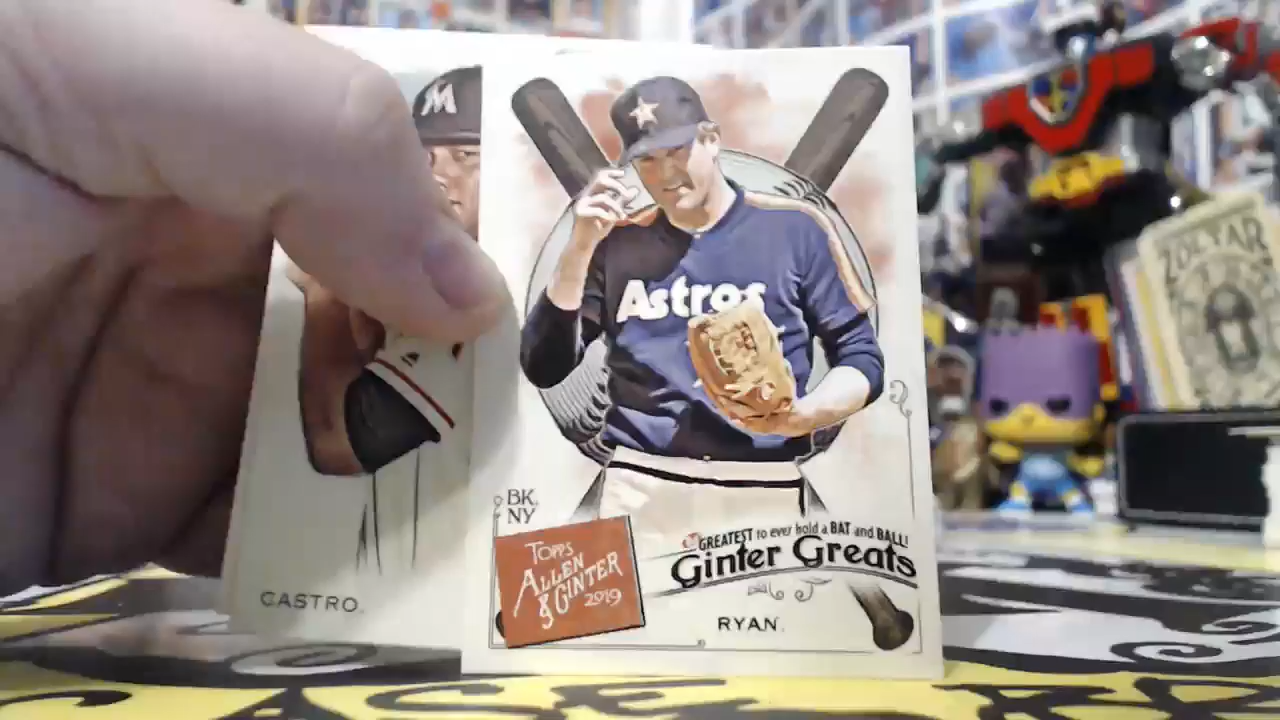 M
Astros
BK.
NY
GREATEST to ever hold a BAT and BALL!
Ginter Greats
TOPPS
ALLEN
& GINTER
2019
RYAN.
CASTRO.
ZOLTAR